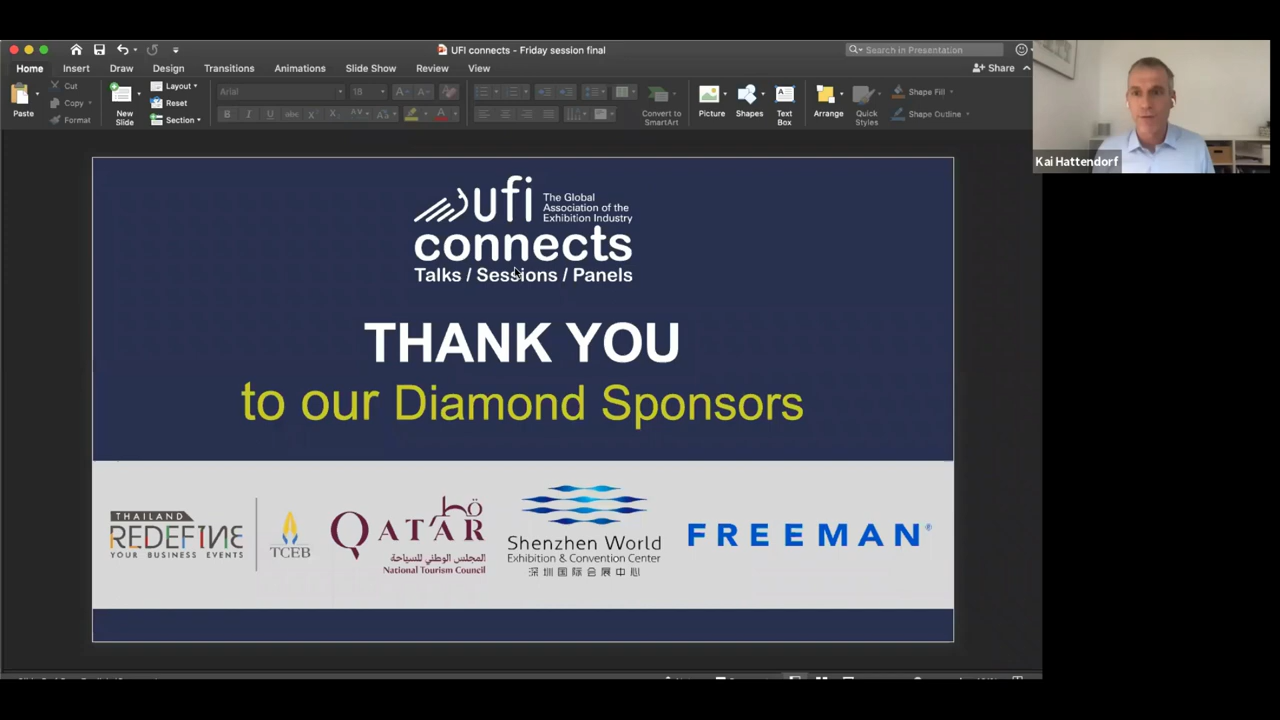 UFI connects - Friday session final
Search in Presentation
Home Insert Draw Design Transitions Animations Slide Show Review View
Share
Paste
Cut
Copy
Format
New
Slide
Layout
Reset
Section
Arial
18
Convert to
SmartArt
Picture
Shapes
Text
Box
Arrange
Quick
Styles
Shape Fill
Shape Outline
Kai Hattendorf
ufi
The Global
Association of the
Exhibition Industry
connects
Talks / Sessions / Panels
THANK YOU
to our Diamond Sponsors
THAILAND
REDEFINE
YOUR BUSINESS EVENTS
TCEB
QATAR
قطر
المجلس الوطني للسياحة
National Tourism Council
Shenzhen World
Exhibition & Convention Center
深圳国际会展中心
FREEMAN®